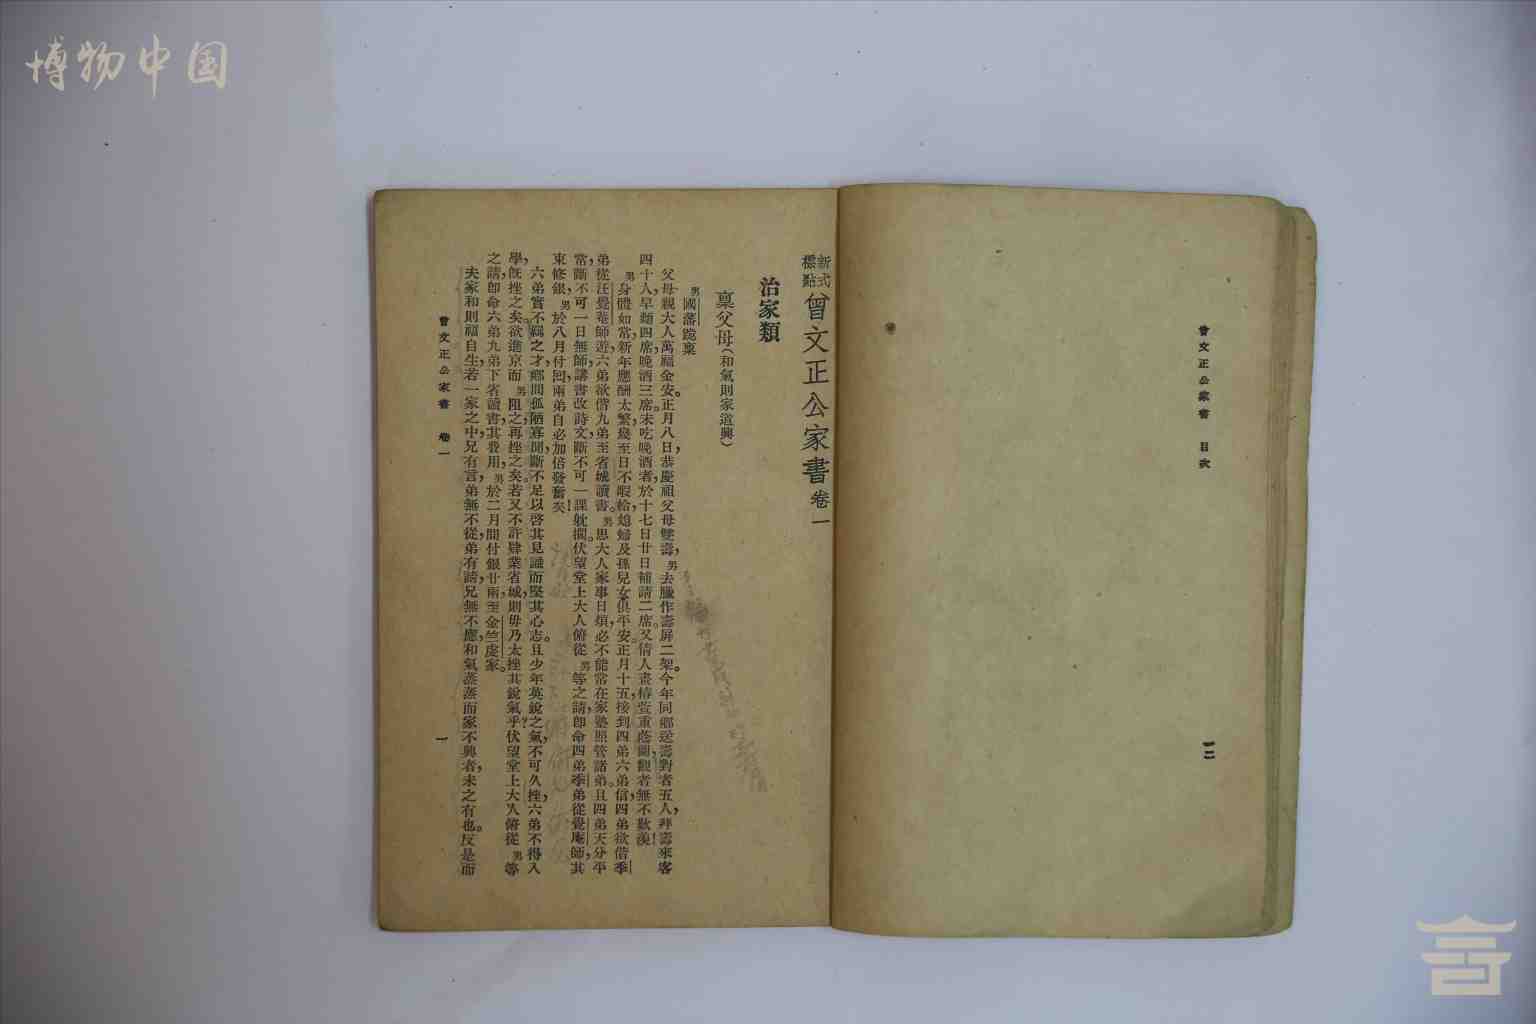 博物中国
曾文正公家書　目次
一二
新式標點曾文正公家書卷一
治家類
稟父母（和氣則家道興）
男國藩跪稟
父母親大人萬福金安。正月八日，恭慶祖父母雙壽，男去臘作壽屏二架。今年同鄉送壽對者五人，拜壽來客
四十人，早麵四席，晚酒三席。未吃晚酒者，於十七日廿日補請二席。又倩人畫椿萱重蔭圖，觀者無不歎羨！
男身體如常，新年應酬太繁，幾至日不暇給，媳婦及孫兒女俱平安。正月十五，接到四弟六弟信，四弟欲偕季
弟從汪覺菴師遊，六弟欲偕九弟至省城讀書。男思大人家事日煩，必不能常在家塾照管諸弟。且四弟天分平
常，斷不可一日無師，講書改詩文，斷不可一課耽擱。伏望堂上大人俯從男等之請，即命四弟季弟從覺庵師，其
束修銀，男於八月付回，兩弟自必加倍發奮矣！
六弟實不羈之才，鄉間孤陋寡聞，斷不足以啓其見識而堅其心志。且少年英銳之氣，不可久挫，六弟不得入
學，旣挫之矣。欲進京而男阻之，再挫之矣。若又不許肄業省城，則毋乃太挫其銳氣乎？伏望堂上大人俯從男等
之請，即命六弟九弟下省讀書，其費用，男於二月間付銀廿兩至金竺虔家。
夫家和則福自生，若一家之中，兄有言，弟無不從，弟有請，兄無不應，和氣蒸蒸而家不興者，未之有也。反是而
曾文正公家書　卷一
一